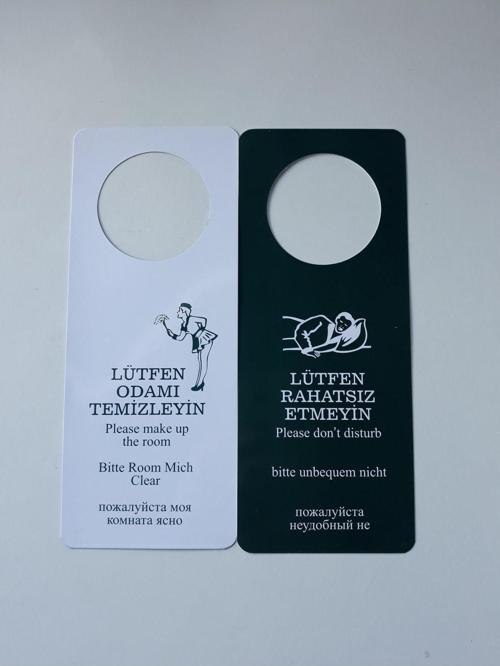 LÜTFEN
ODAMI
TEMİZLEYİN
Please make up
the room
Bitte Room Mich
Clear
пожалуйста моя
комната ясно
LÜTFEN
RAHATSIZ
ETMEYİN
Please don't disturb
bitte unbequem nicht
пожалуйста
неудобный не